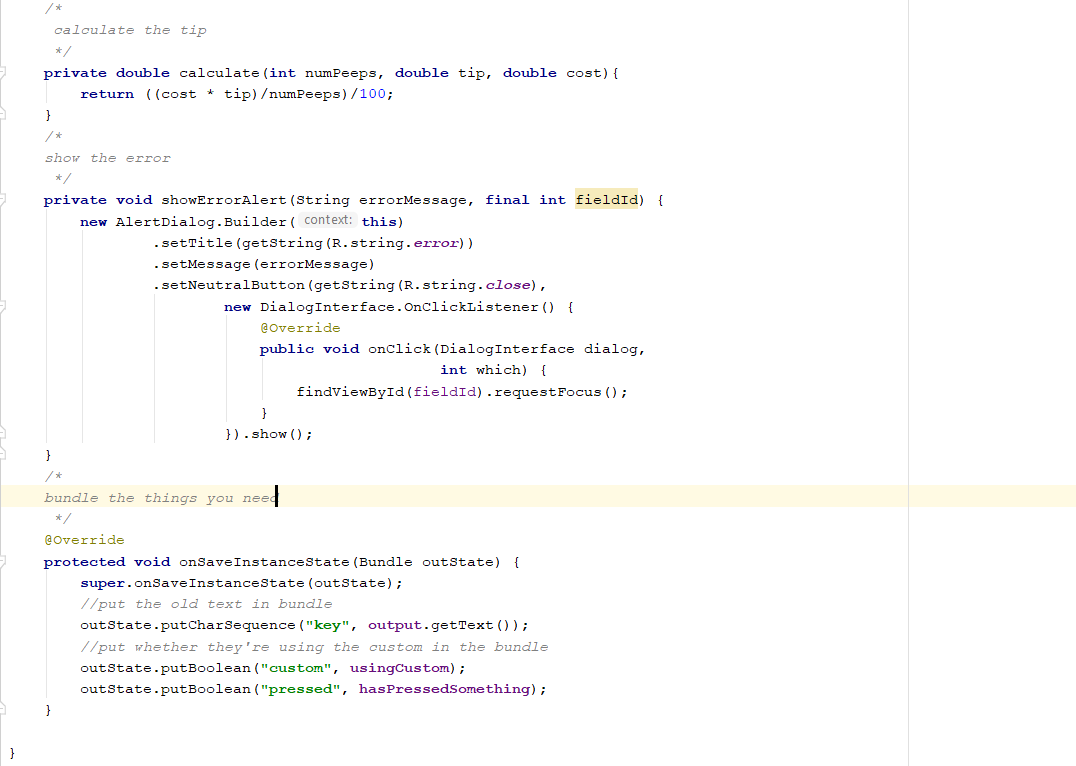 /*
 calculate the tip
 */
private double calculate(int numPeeps, double tip, double cost){
    return ((cost * tip)/numPeeps)/100;
}
/*
show the error
 */
private void showErrorAlert(String errorMessage, final int fieldId) {
    new AlertDialog.Builder( context: this)
            .setTitle(getString(R.string.error))
            .setMessage(errorMessage)
            .setNeutralButton(getString(R.string.close),
                    new DialogInterface.OnClickListener() {
                        @Override
                        public void onClick(DialogInterface dialog,
                                            int which) {
                            findViewById(fieldId).requestFocus();
                        }
                    }).show();
}
/*
bundle the things you need
 */
@Override
protected void onSaveInstanceState(Bundle outState) {
    super.onSaveInstanceState(outState);
    //put the old text in bundle
    outState.putCharSequence("key", output.getText());
    //put whether they're using the custom in the bundle
    outState.putBoolean("custom", usingCustom);
    outState.putBoolean("pressed", hasPressedSomething);
}
}